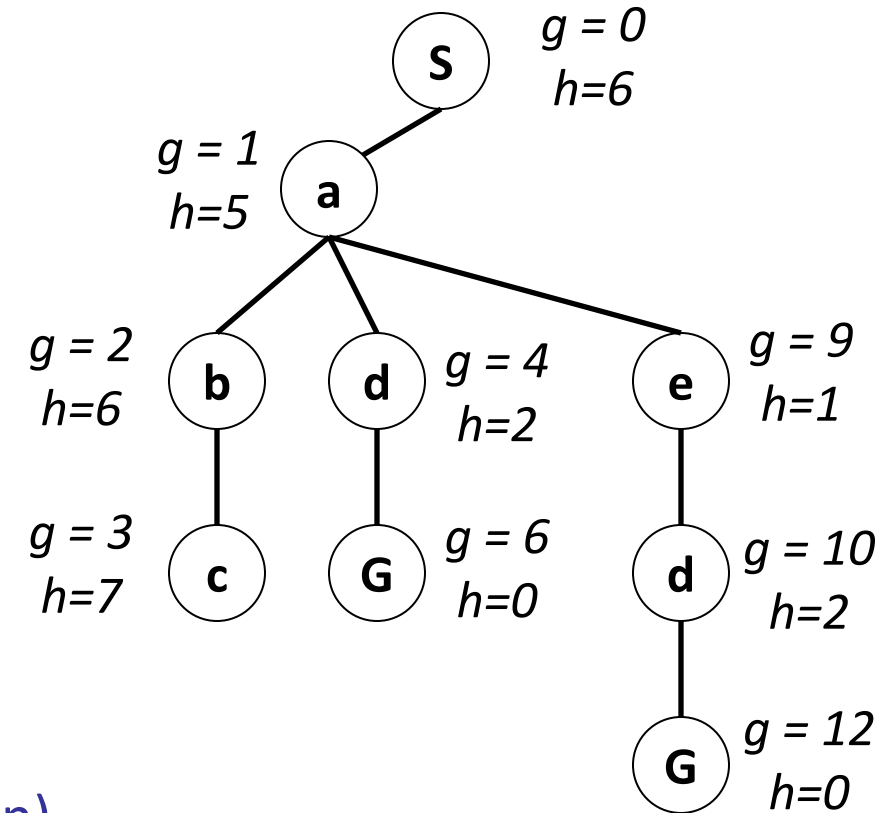 S
g = 0
h=6
g = 1
h=5
a
g = 2
h=6
b
d
g = 4
h=2
e
g = 9
h=1
g = 3
h=7
c
G
g = 6
h=0
d
g = 10
h=2
G
g = 12
h=0